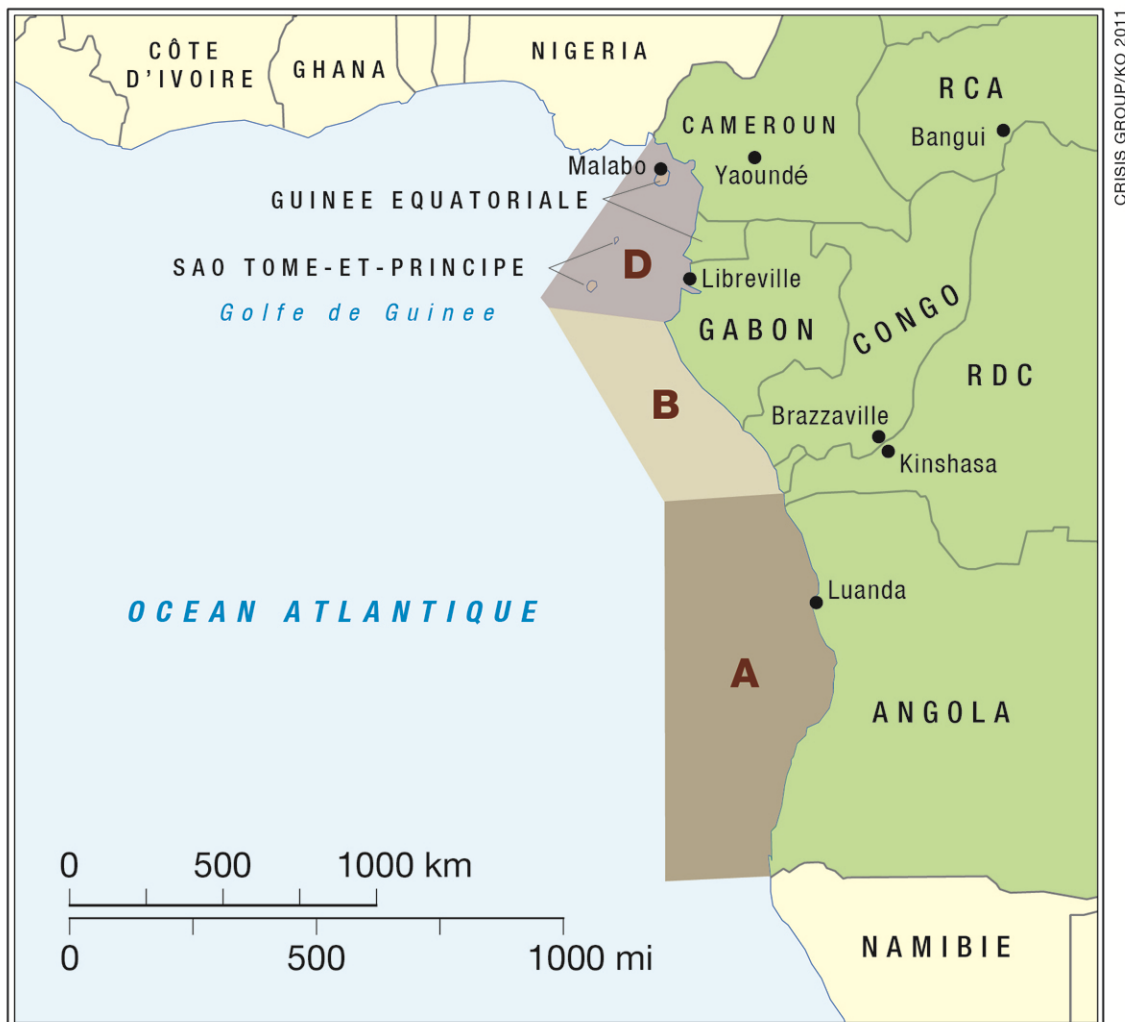 CÔTE
D'IVOIRE
GHANA
NIGERIA
RCA
Bangui
CAMEROUN
Yaoundé
Malabo
GUINEE EQUATORIALE
SAO TOME-ET-PRINCIPE
D
Libreville
Golfe de Guinee
GABON
CONGO
RDC
B
Brazzaville
Kinshasa
OCEAN ATLANTIQUE
Luanda
A
ANGOLA
0 500 1000 km
0 500 1000 mi
NAMIBIE
CRISIS GROUP/KO 2011